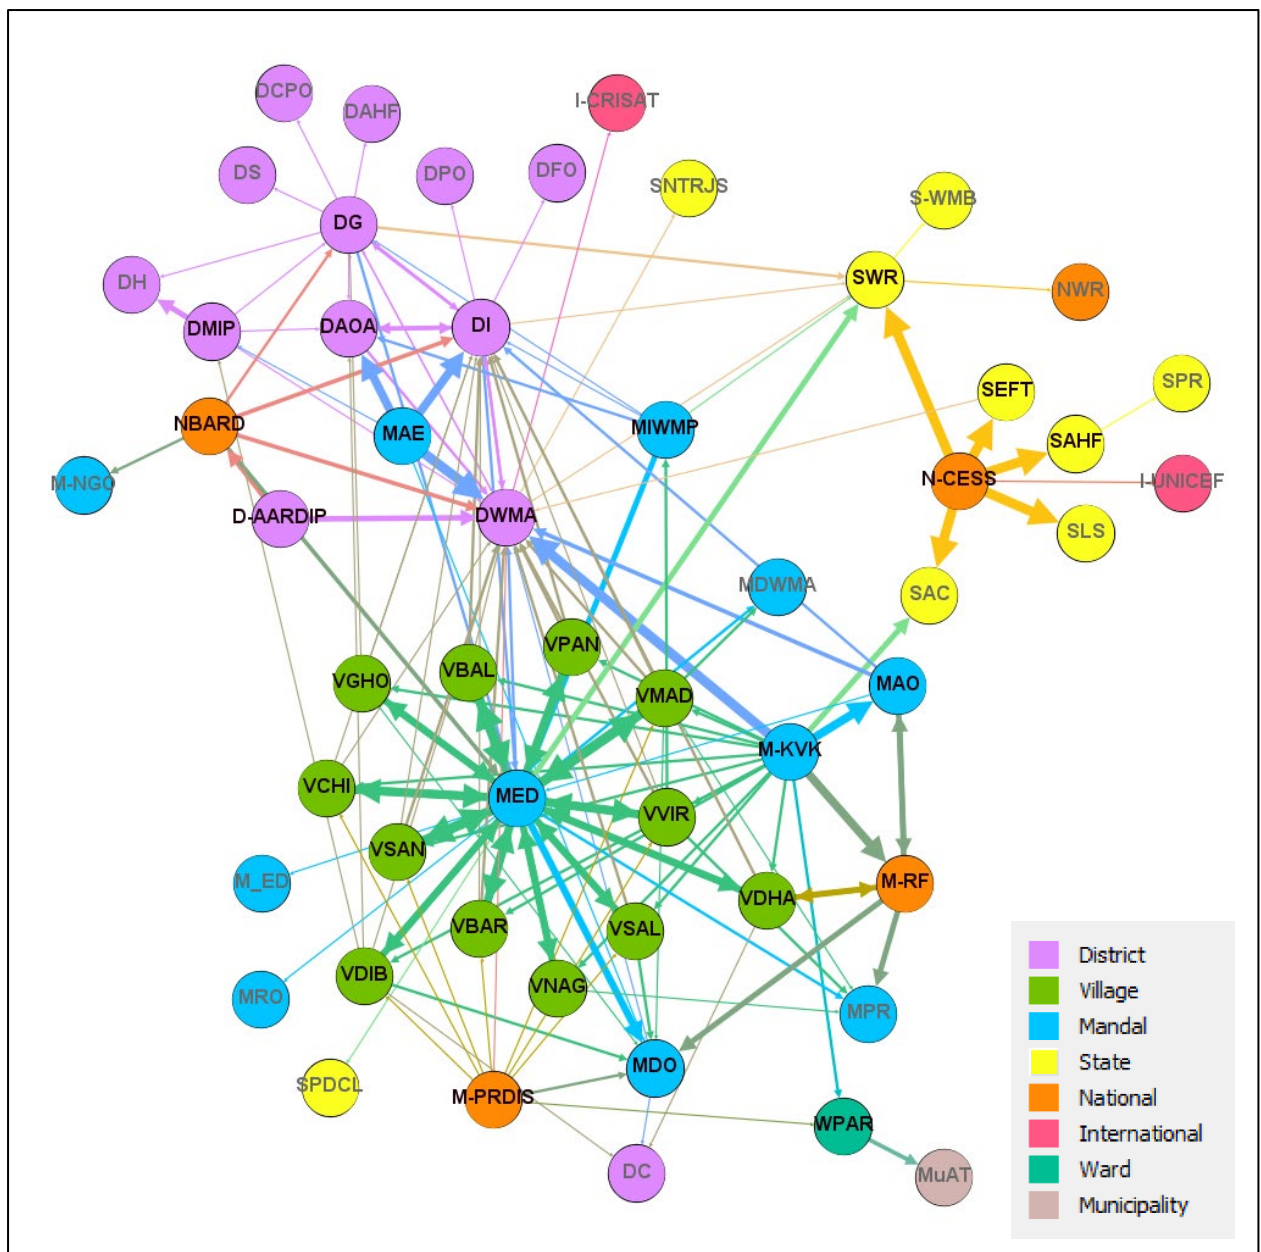 DCPO
DAHF
I-CRISAT
DS
DPO
DFO
SNTRJS
S-WMB
DG
DH
SWR
NWR
DMIP
DAOA
DI
SEFT
SPR
NBARD
MAE
MIWMP
SAHF
M-NGO
N-CESS
I-UNICEF
D-AARDIP
DWMA
SLS
MDWMA
SAC
VPAN
VBAL
VGHO
VMAD
MAO
M-KVK
VCHI
MED
VVIR
VSAN
M_ED
M-RF
VDHA
VBAR
VSAL
VDIB
VNAG
MRO
MPR
SPDCL
M-PRDIS
MDO
WPAR
DC
MuAT
District
Village
Mandal
State
National
International
Ward
Municipality